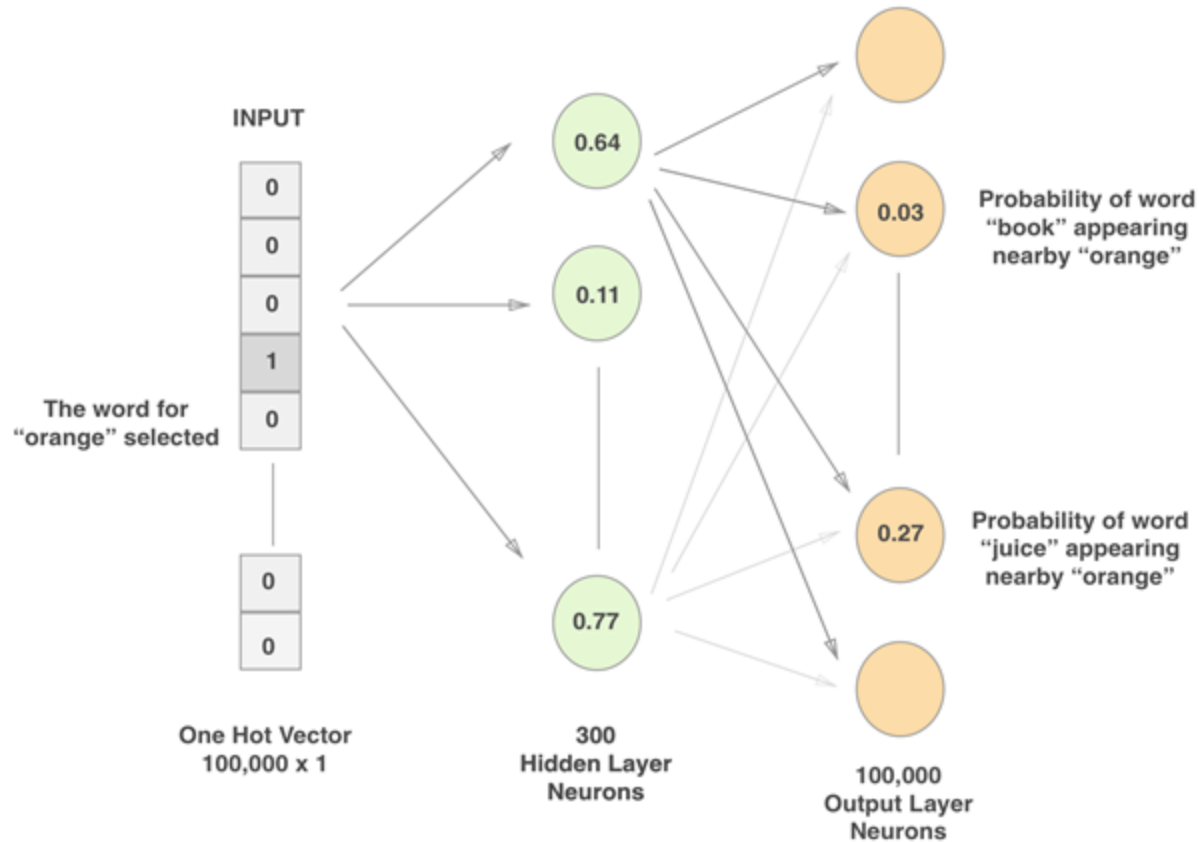 INPUT
0
0
0
1
0
0
0
The word for
“orange” selected
One Hot Vector
100,000 x 1
0.64
0.11
0.77
300
Hidden Layer
Neurons
0.03
0.27
Probability of word
“book” appearing
nearby “orange”
Probability of word
“juice” appearing
nearby “orange”
100,000
Output Layer
Neurons